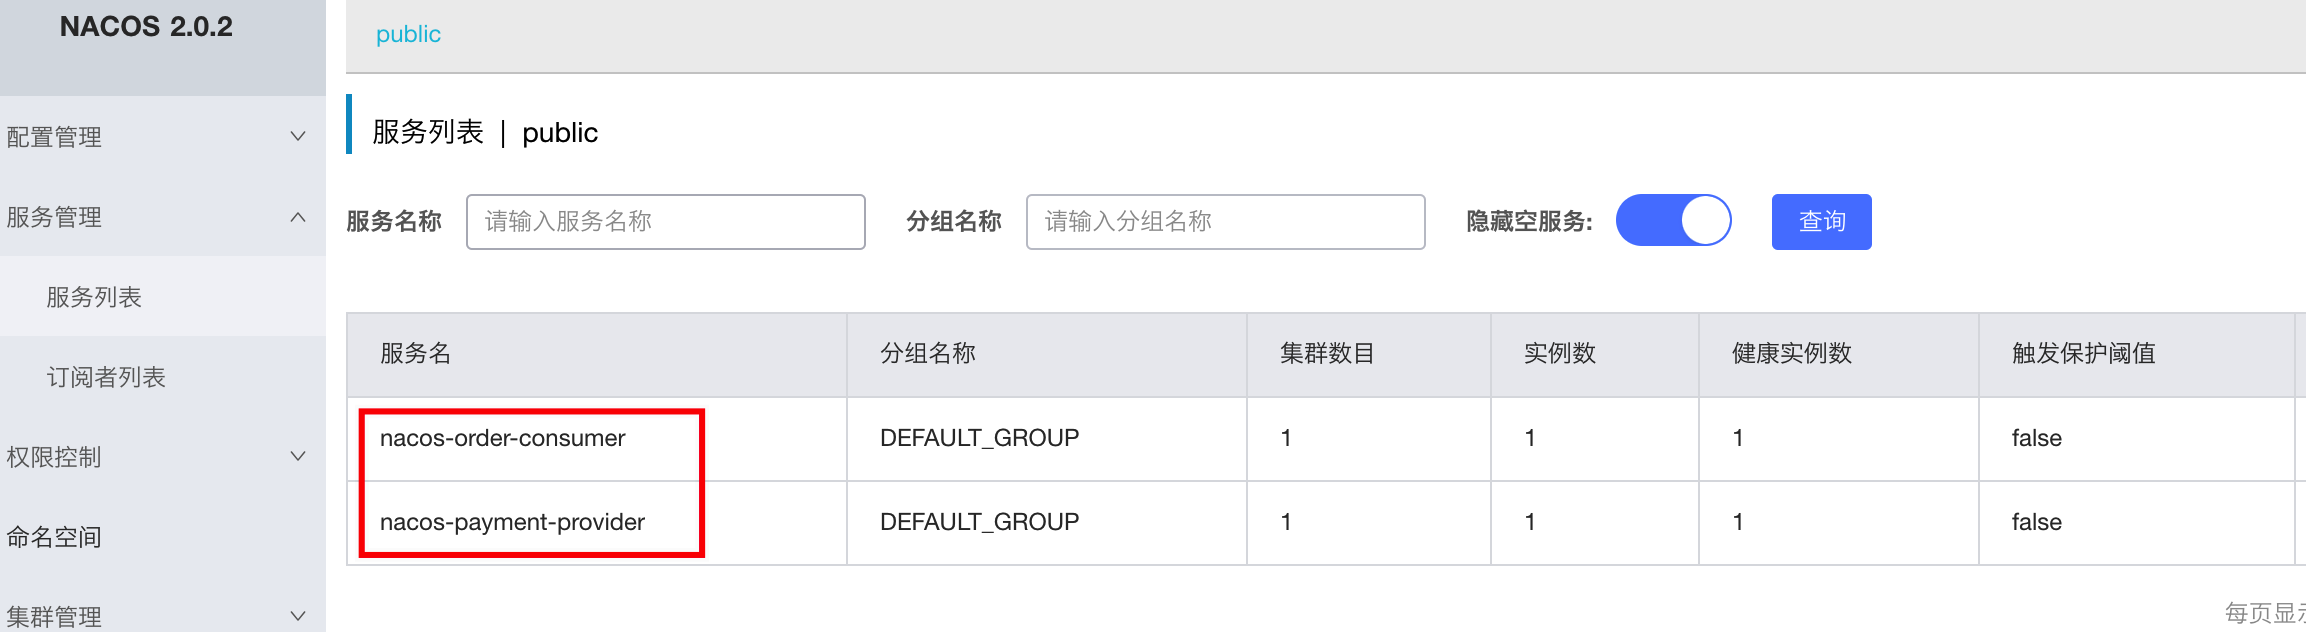 NACOS 2.0.2
配置管理
服务管理
服务列表
订阅者列表
权限控制
命名空间
集群管理
public
服务列表 | public
服务名称 请输入服务名称 分组名称 请输入分组名称 隐藏空服务: 查询
服务名 分组名称 集群数目 实例数 健康实例数 触发保护阈值
nacos-order-consumer DEFAULT_GROUP 1 1 1 false
nacos-payment-provider DEFAULT_GROUP 1 1 1 false
每页显示